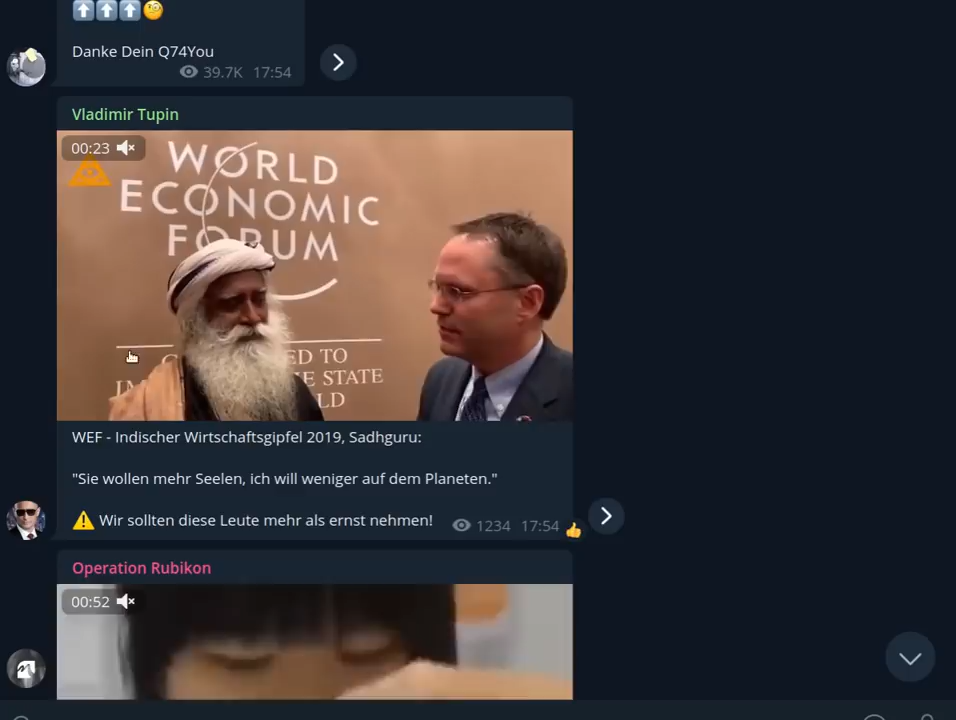 Danke Dein Q74You
39.7K 17:54
Vladimir Tupin
00:23
WORLD
ECONOMIC
FORUM
ED TO
E STATE
LD
WEF - Indischer Wirtschaftsgipfel 2019, Sadhguru:
"Sie wollen mehr Seelen, ich will weniger auf dem Planeten."
⚠ Wir sollten diese Leute mehr als ernst nehmen!
1234 17:54
Operation Rubikon
00:52